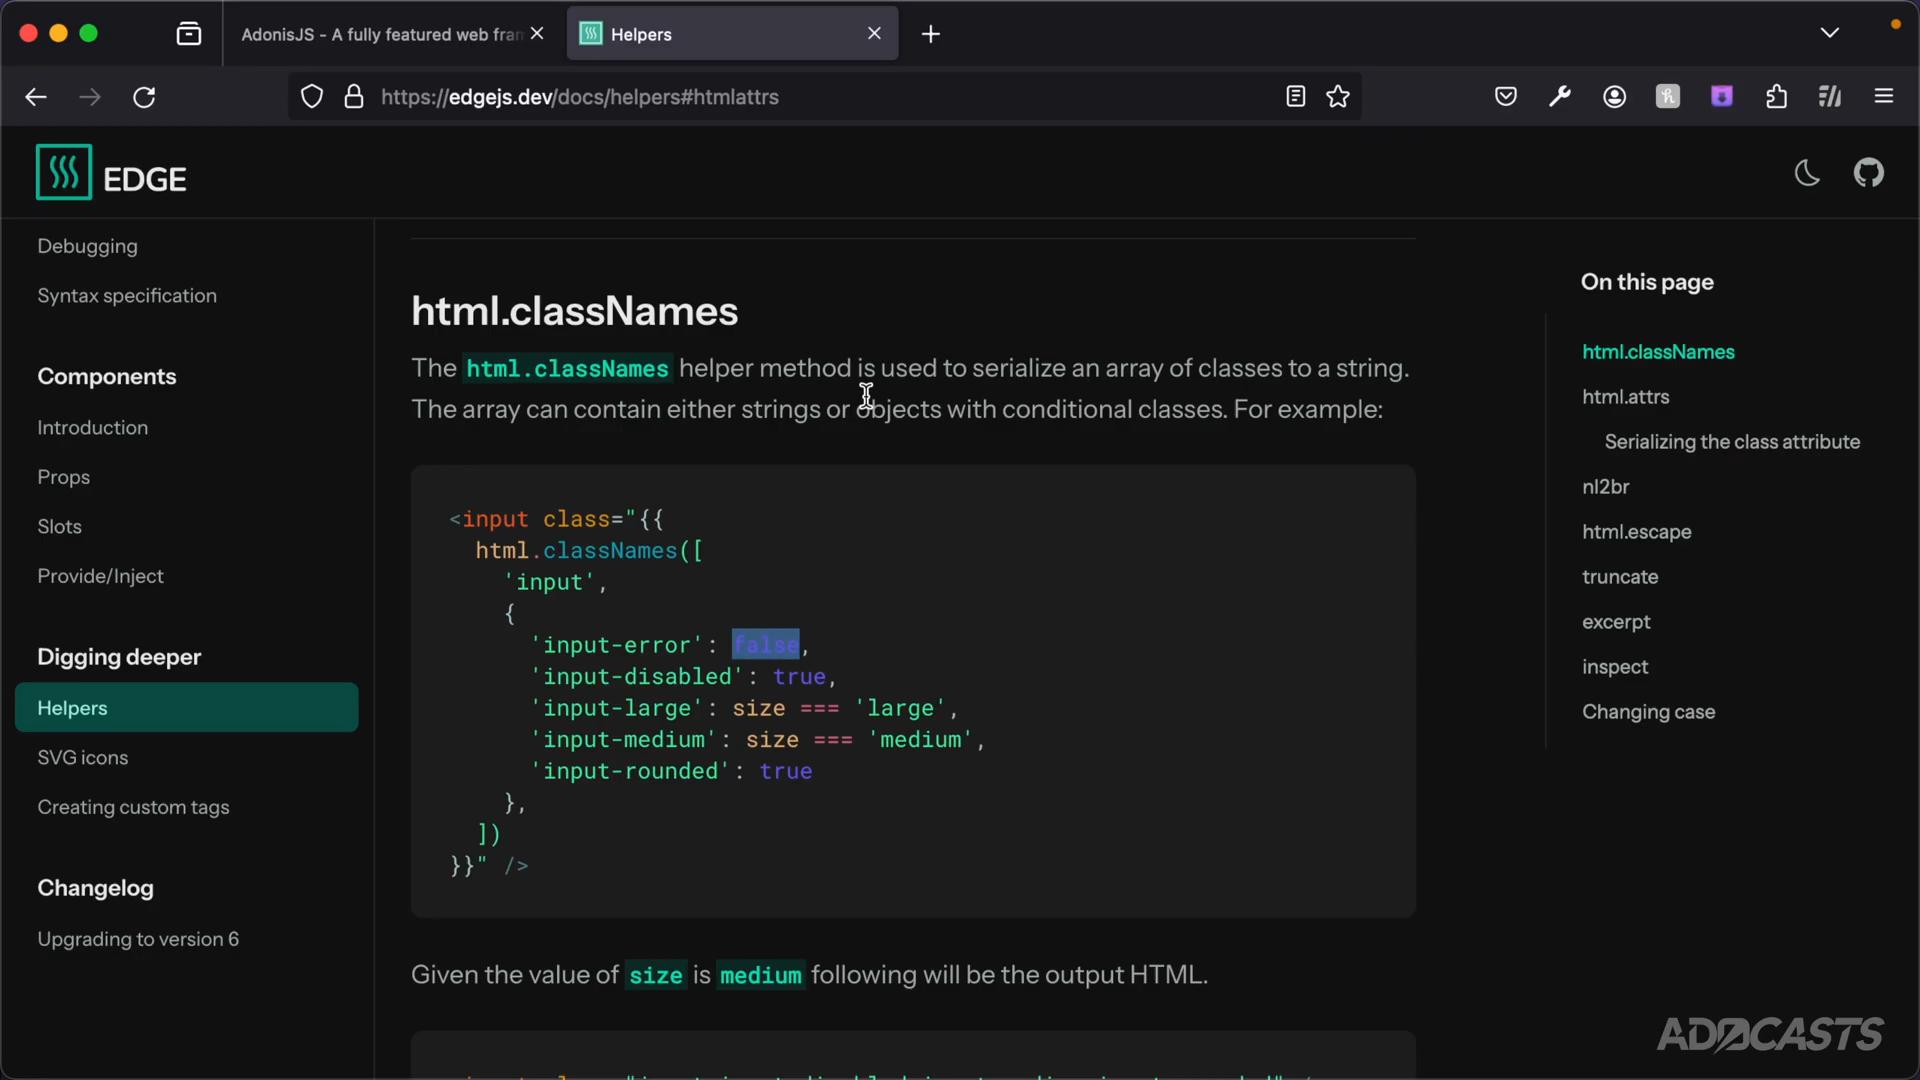 AdonisJS - A fully featured web fran
Helpers
https://edgejs.dev/docs/helpers#htmlattrs
EDGE
Debugging
Syntax specification
Components
Introduction
Props
Slots
Provide/Inject
Digging deeper
Helpers
SVG icons
Creating custom tags
Changelog
Upgrading to version 6
html.classNames
The html.classNames helper method is used to serialize an array of classes to a string.
The array can contain either strings or objects with conditional classes. For example:
<input class="{{
html.classNames([
'input',
{
'input-error': false,
'input-disabled': true,
'input-large': size === 'large',
'input-medium': size === 'medium',
'input-rounded': true
},
])
}}" />
Given the value of size is medium following will be the output HTML.
On this page
html.classNames
html.attrs
Serializing the class attribute
nl2br
html.escape
truncate
excerpt
inspect
Changing case
ADOCASTS